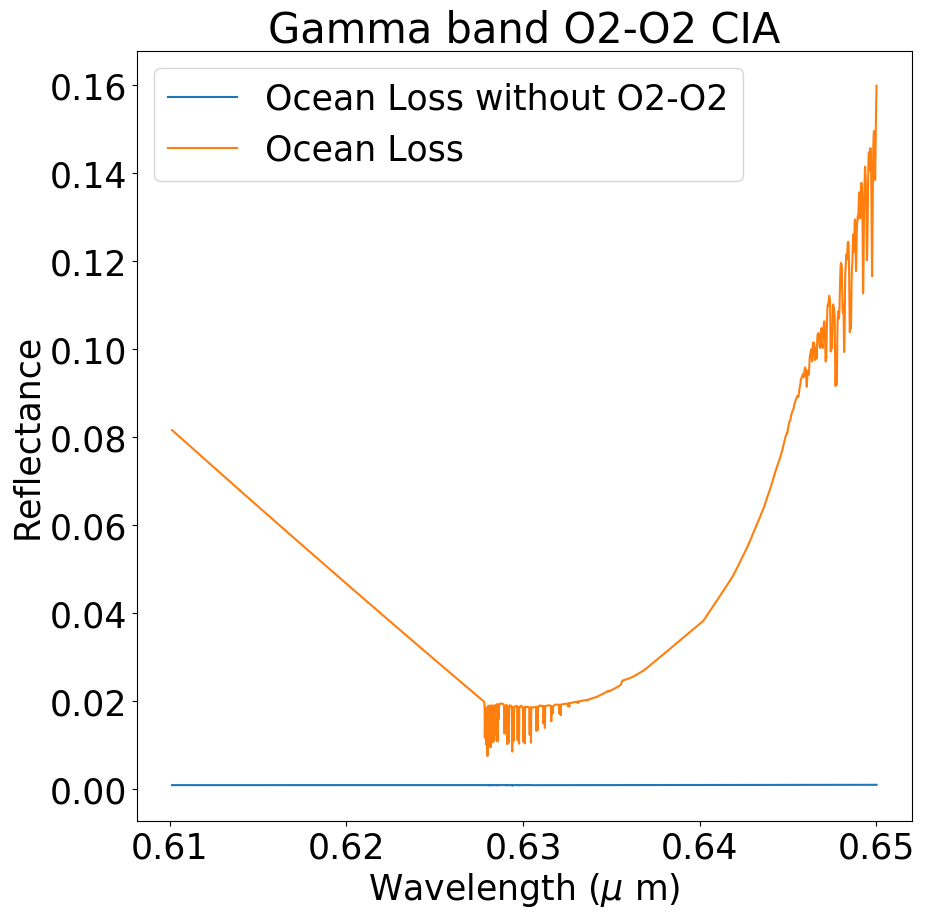 Gamma band O2-O2 CIA
Ocean Loss without O2-O2
Ocean Loss
Reflectance
0.16
0.14
0.12
0.10
0.08
0.06
0.04
0.02
0.00
0.61 0.62 0.63 0.64 0.65
Wavelength (μ m)